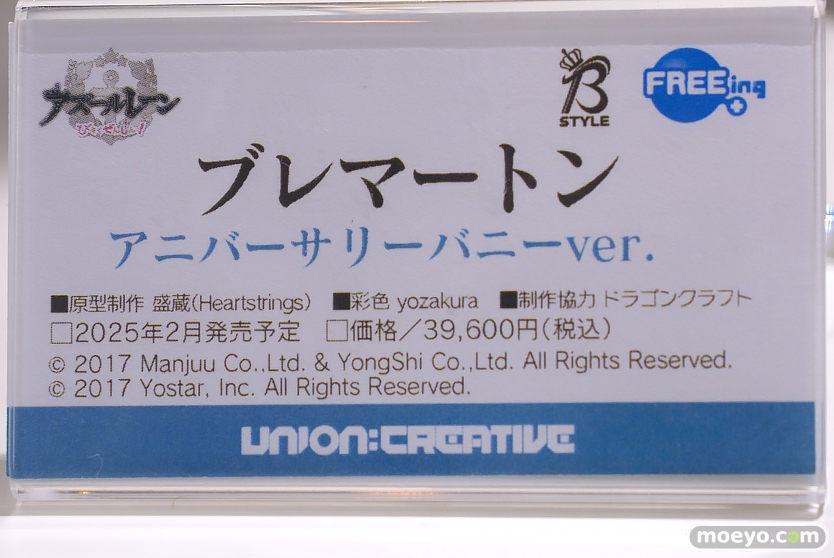 アズールレーン
びそくぜんしんっ!
B
STYLE
FREEing
ブレマートン
アニバーサリーバニーver.
■原型制作 盛蔵(Heartstrings) ■彩色 yozakura ■制作協力 ドラゴンクラフト
□2025年2月発売予定 □価格/39,600円(税込)
© 2017 Manjuu Co.,Ltd. & YongShi Co.,Ltd. All Rights Reserved.
© 2017 Yostar, Inc. All Rights Reserved.
UNION:CREATIVE
moeyo.com